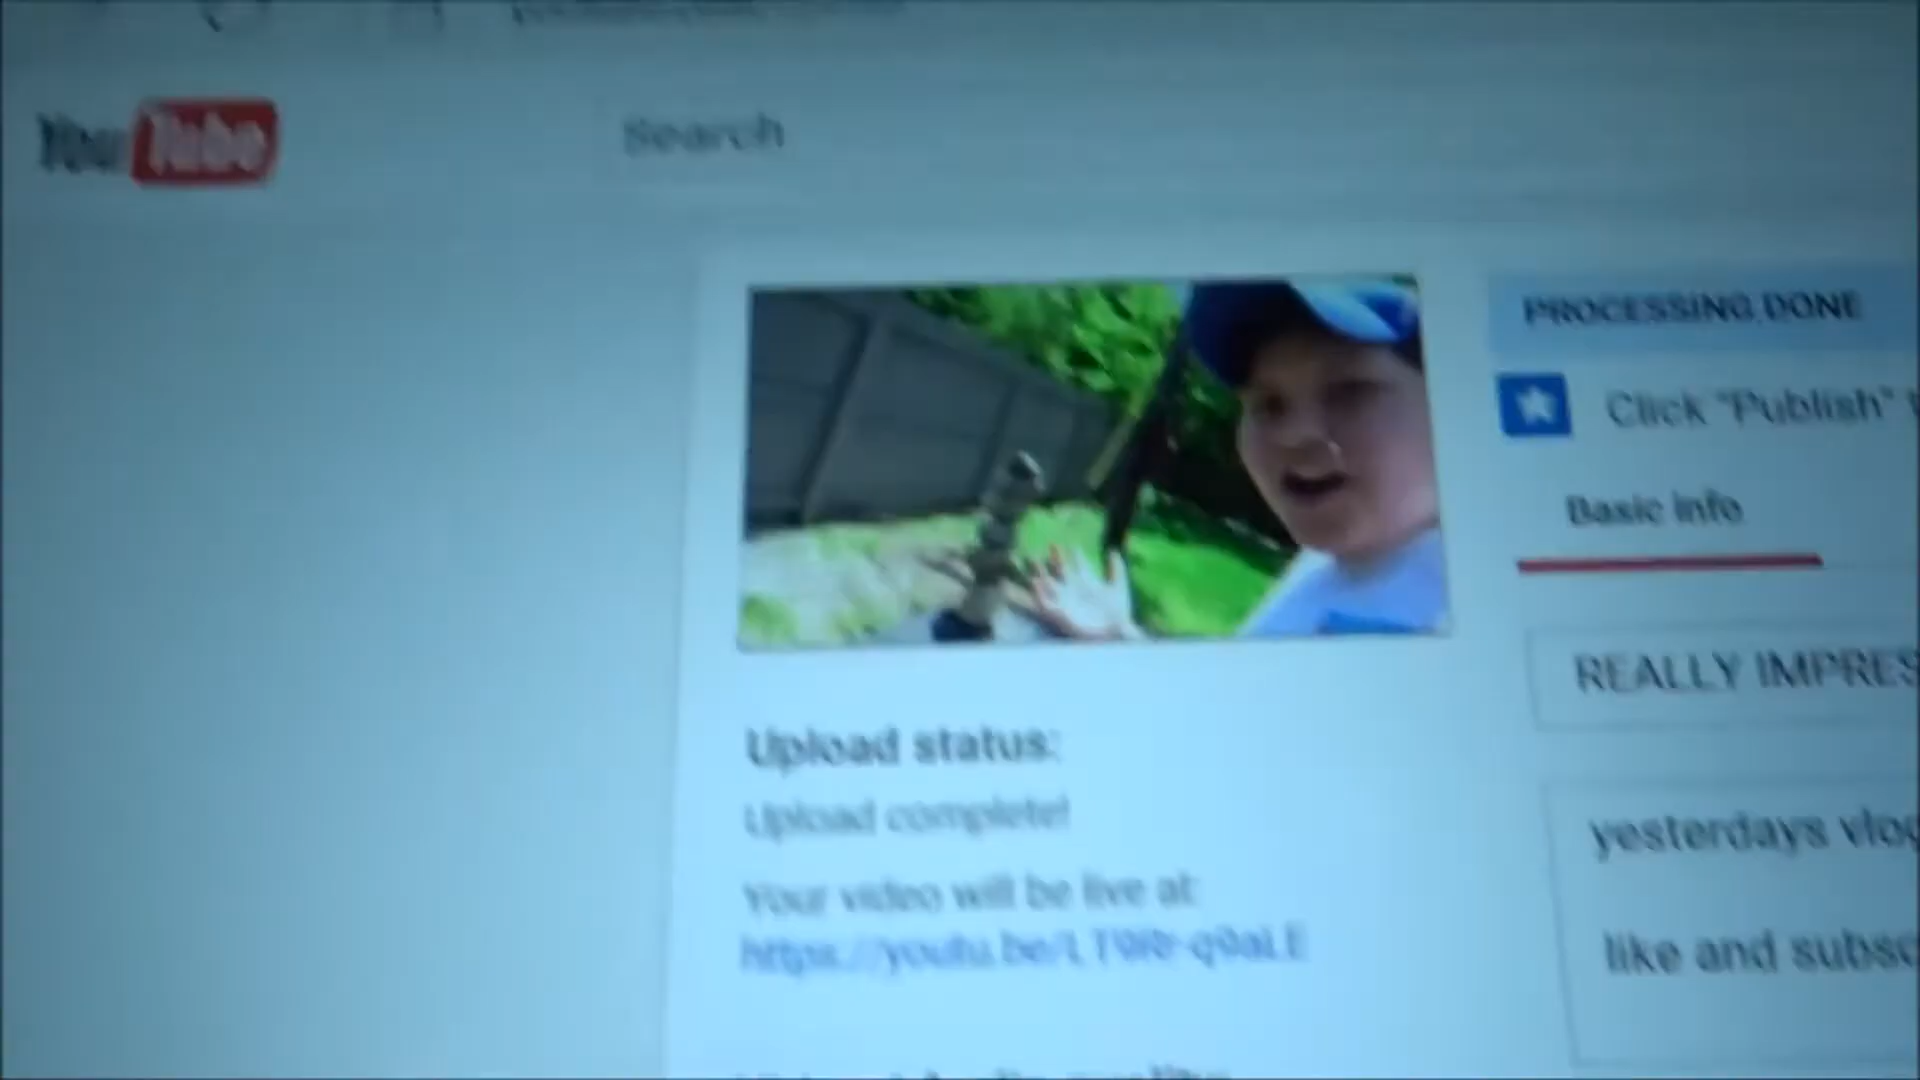 YouTube
Search
PROCESSING DONE
Click "Publish"
Basic info
REALLY IMPRES
Upload status:
Upload complete!
yesterdays vlog
Your video will be live at:
like and subsc